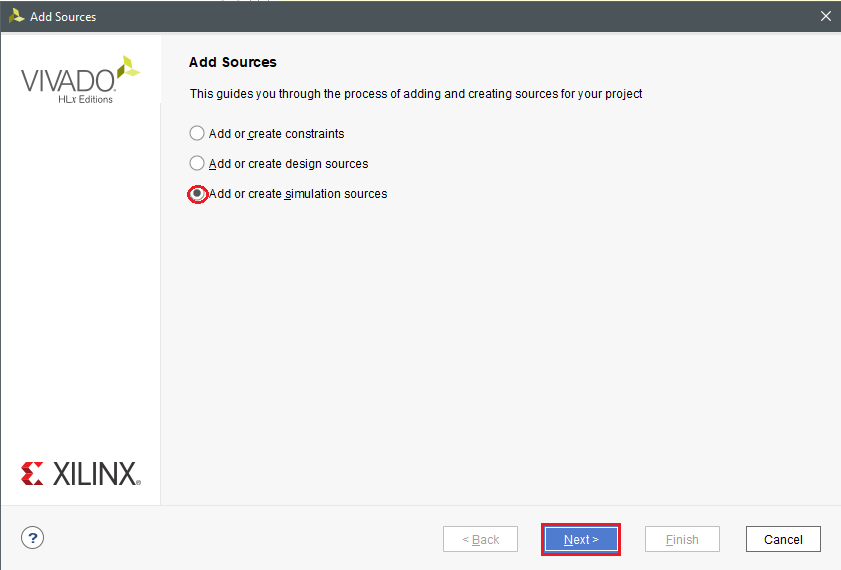 Add Sources
VIVADO.
HLx Editions
Add Sources
This guides you through the process of adding and creating sources for your project
Add or create constraints
Add or create design sources
Add or create simulation sources
XILINX®
?
< Back
Next >
Finish
Cancel